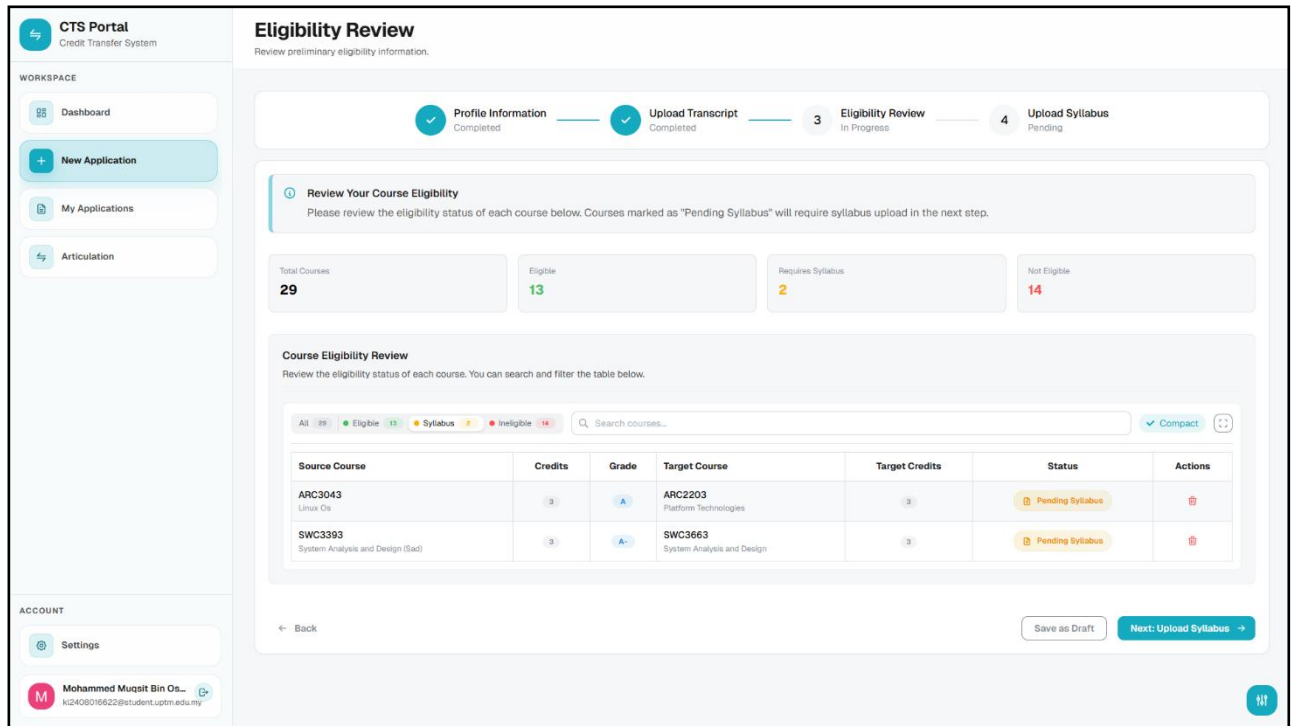 CTS Portal
Credit Transfer System
WORKSPACE
Dashboard
New Application
My Applications
Articulation
ACCOUNT
Settings
M
Mohammed Muqsit Bin Os...
kl2408016622@student.uptm.edu.my
Eligibility Review
Review preliminary eligibility information.
Profile Information
Completed
Upload Transcript
Completed
3
Eligibility Review
In Progress
4
Upload Syllabus
Pending
Review Your Course Eligibility
Please review the eligibility status of each course below. Courses marked as "Pending Syllabus" will require syllabus upload in the next step.
Total Courses
29
Eligible
13
Requires Syllabus
2
Not Eligible
14
Course Eligibility Review
Review the eligibility status of each course. You can search and filter the table below.
All 29 Eligible 13 Syllabus 2 Ineligible 14 Search courses... Compact
Source Course Credits Grade Target Course Target Credits Status Actions
ARC3043 3 A ARC2203 3 Pending Syllabus
Linux Os Platform Technologies
SWC3393 3 A- SWC3663 3 Pending Syllabus
System Analysis and Design (Sad) System Analysis and Design
Back Save as Draft Next: Upload Syllabus